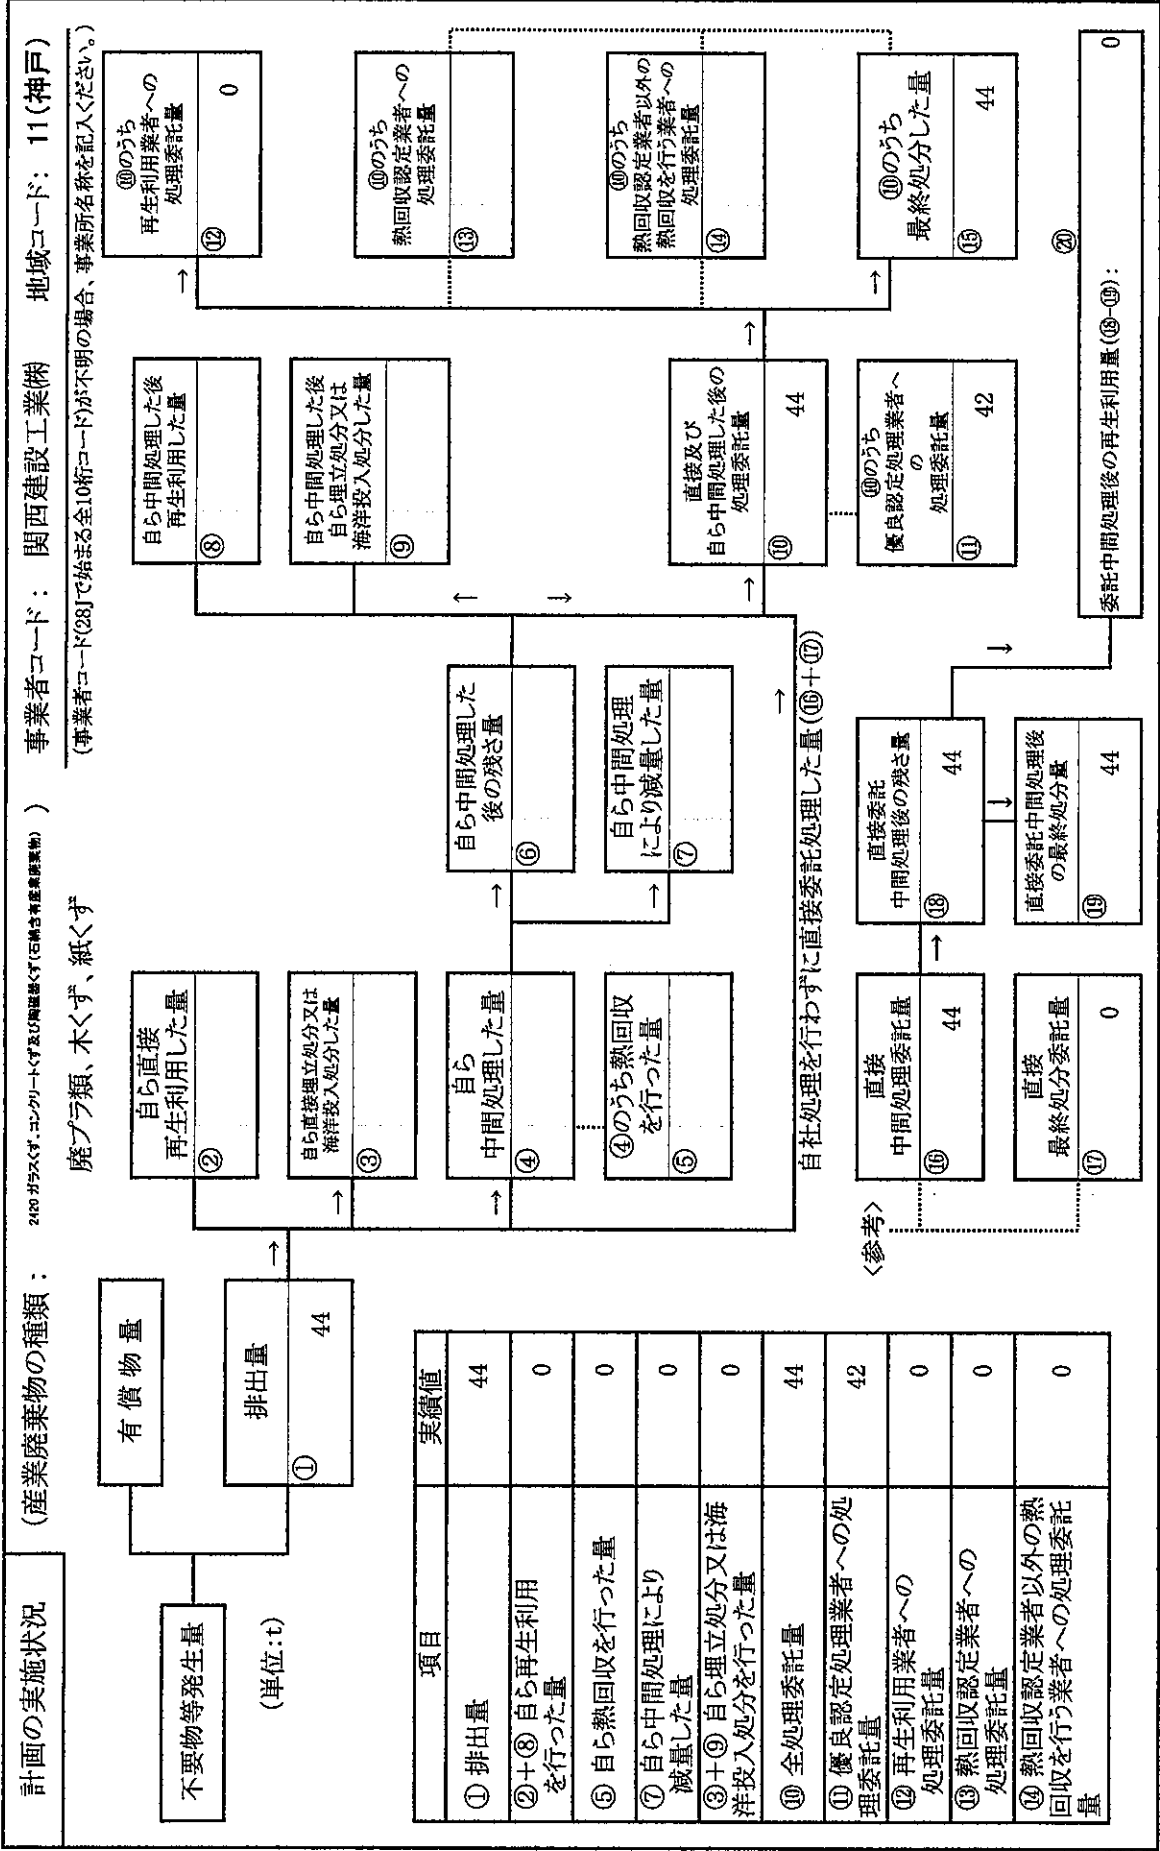 計画の実施状況
(産業廃棄物の種類: 2420 ガラスくず、コンクリートくず及び陶磁器くず(石綿含有産業廃棄物) )
廃プラ類、木くず、紙くず
事業者コード: 関西建設工業㈱ 地域コード: 11(神戸)
(事業者コード(「28」で始まる全10桁コード)が不明の場合、事業所名称を記入ください。)
不要物等発生量
(単位:t)
有償物量
排出量
① 44
→
自ら直接
再生利用した量
②
→
自ら直接埋立処分又は
海洋投入処分した量
③
→
自ら
中間処理した量
④
④のうち熱回収
を行った量
⑤
→
自ら中間処理した
後の残さ量
⑥
→
自ら中間処理
により減量した量
⑦
自ら中間処理した後
再生利用した量
⑧
自ら中間処理した後
自ら埋立処分又は
海洋投入処分した量
⑨
↑
↓
→
→
直接及び
自ら中間処理した後の
処理委託量
⑩ 44
⑩のうち
優良認定処理業者へ
の
処理委託量
⑪ 42
→
→
⑩のうち
再生利用業者への
処理委託量
⑫ 0
⑩のうち
熱回収認定業者への
処理委託量
⑬
⑩のうち
熱回収認定業者以外の
熱回収を行う業者への
処理委託量
⑭
→
⑩のうち
最終処分した量
⑮ 44
自社処理を行わずに直接委託処理した量(⑯+⑰)
<参考>
直接
中間処理委託量
⑯ 44
直接
最終処分委託量
⑰ 0
→
直接委託
中間処理後の残さ量
⑱ 44
↓
直接委託中間処理後
の最終処分量
⑲ 44
↓
⑳
委託中間処理後の再生利用量(⑱-⑲): 0
項目 実績値
① 排出量 44
②+⑧ 自ら再生利用
を行った量 0
⑤ 自ら熱回収を行った量 0
⑦ 自ら中間処理により
減量した量 0
③+⑨ 自ら埋立処分又は海
洋投入処分を行った量 0
⑩ 全処理委託量 44
⑪ 優良認定処理業者への処
理委託量 42
⑫ 再生利用業者への
処理委託量 0
⑬ 熱回収認定業者への
処理委託量 0
⑭ 熱回収認定業者以外の熱
回収を行う業者への処理委託
量 0